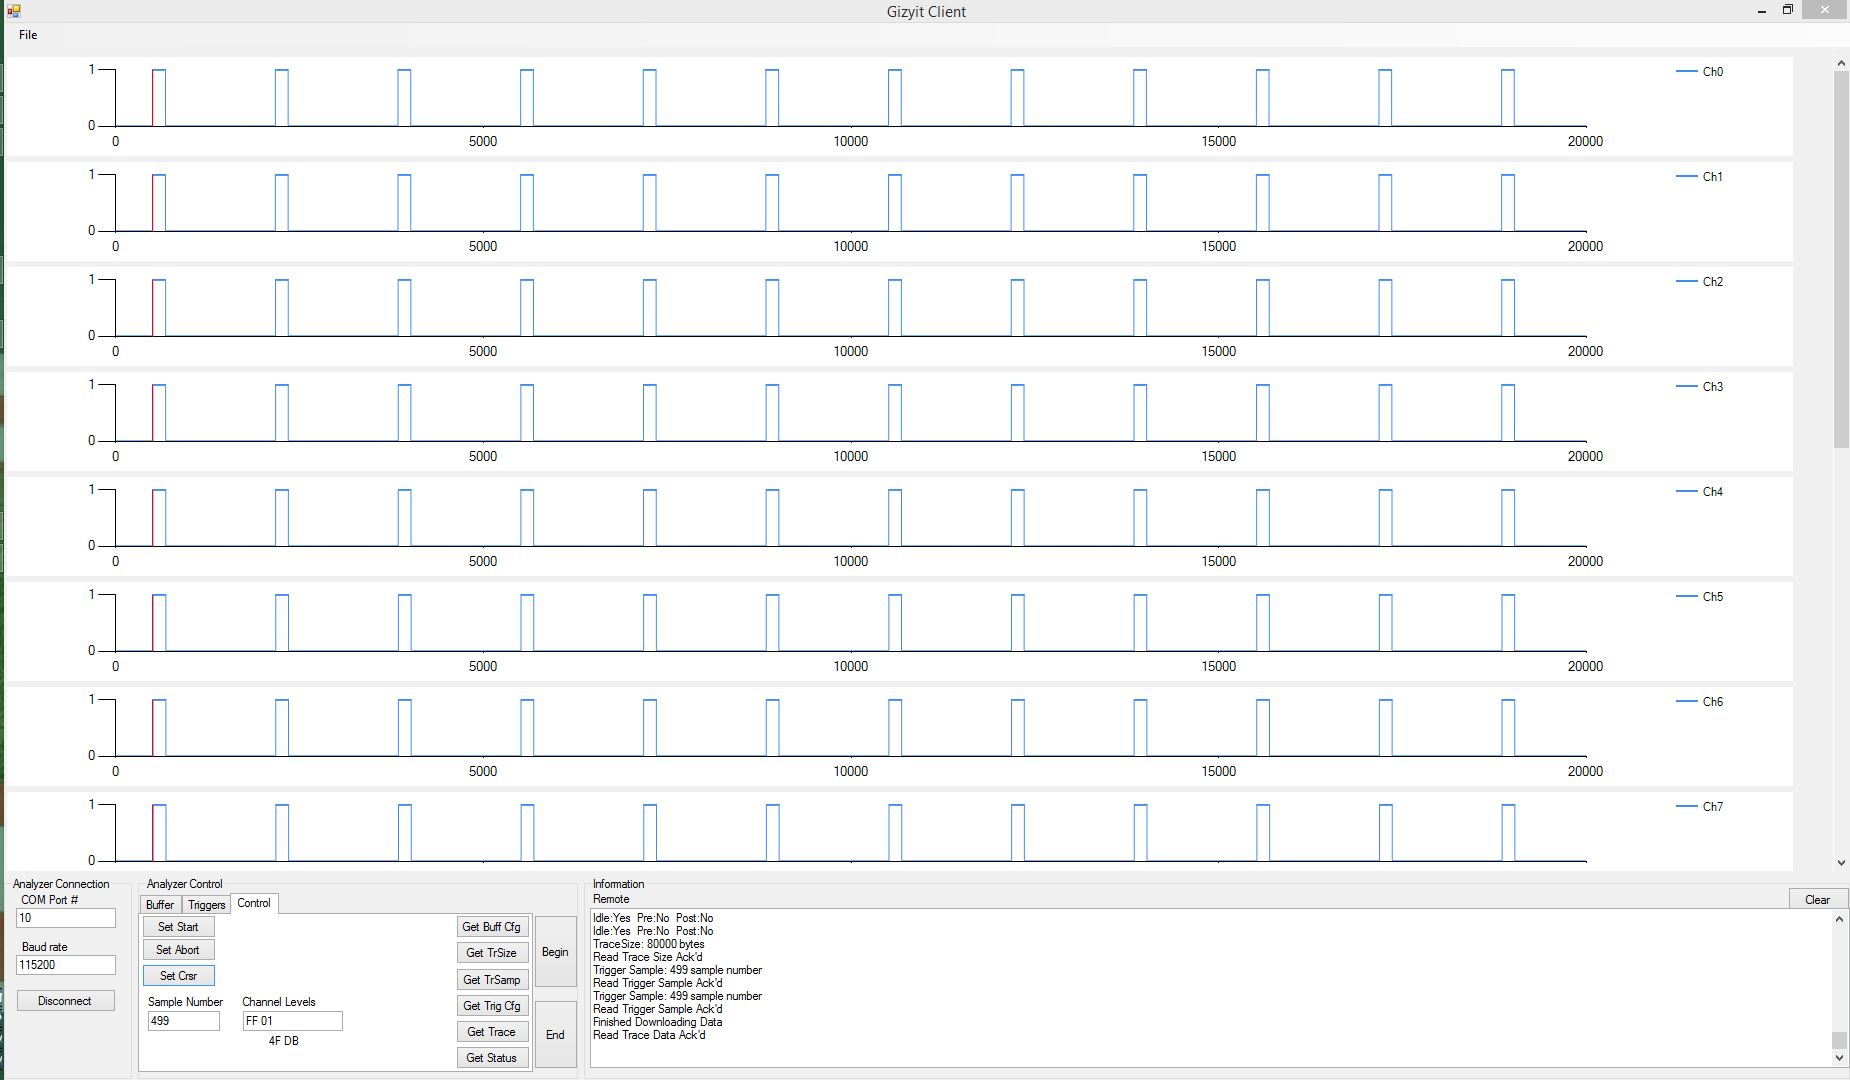 Gizyit Client
File
1
0
0 5000 10000 15000 20000
Ch0
1
0
0 5000 10000 15000 20000
Ch1
1
0
0 5000 10000 15000 20000
Ch2
1
0
0 5000 10000 15000 20000
Ch3
1
0
0 5000 10000 15000 20000
Ch4
1
0
0 5000 10000 15000 20000
Ch5
1
0
0 5000 10000 15000 20000
Ch6
1
0
Ch7
Analyzer Connection
COM Port #
10
Baud rate
115200
Disconnect
Analyzer Control
Buffer Triggers Control
Set Start
Set Abort
Set Crsr
Sample Number Channel Levels
499 FF 01
4F DB
Get Buff Cfg
Get TrSize
Get TrSamp
Get Trig Cfg
Get Trace
Get Status
Begin
End
Information
Remote
Clear
Idle:Yes Pre:No Post:No
Idle:Yes Pre:No Post:No
TraceSize: 80000 bytes
Read Trace Size Ack'd
Trigger Sample: 499 sample number
Read Trigger Sample Ack'd
Trigger Sample: 499 sample number
Read Trigger Sample Ack'd
Finished Downloading Data
Read Trace Data Ack'd